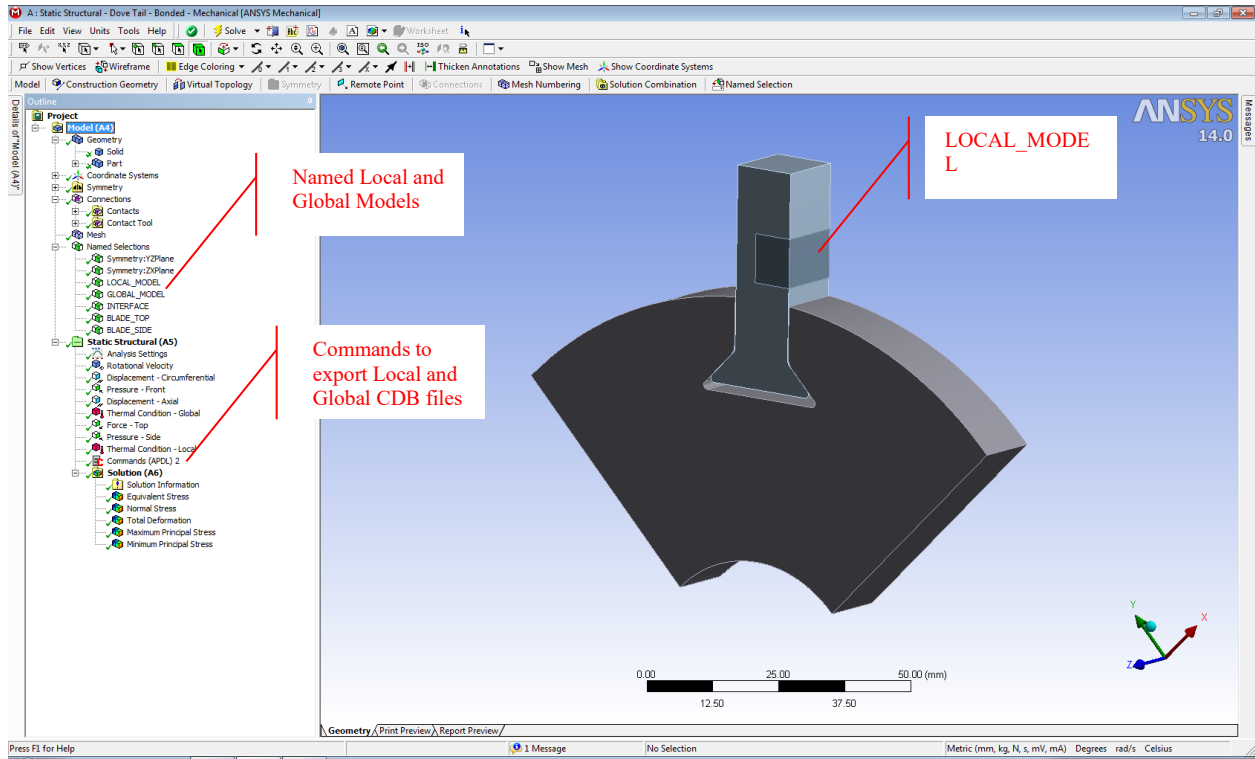 A : Static Structural - Dove Tail - Bonded - Mechanical [ANSYS Mechanical]
File Edit View Units Tools Help Solve Worksheet
Show Vertices Wireframe Edge Coloring Thicken Annotations Show Mesh Show Coordinate Systems
Model Construction Geometry Virtual Topology Symmetry Remote Point Connections Mesh Numbering Solution Combination Named Selection
Details of "Model (A4)"
Outline
Project
Model (A4)
Geometry
Solid
Part
Coordinate Systems
Symmetry
Connections
Contacts
Contact Tool
Mesh
Named Selections
Symmetry:YZPlane
Symmetry:ZXPlane
LOCAL_MODEL
GLOBAL_MODEL
INTERFACE
BLADE_TOP
BLADE_SIDE
Static Structural (A5)
Analysis Settings
Rotational Velocity
Displacement - Circumferential
Pressure - Front
Displacement - Axial
Thermal Condition - Global
Force - Top
Pressure - Side
Thermal Condition - Local
Commands (APDL) 2
Solution (A6)
Solution Information
Equivalent Stress
Normal Stress
Total Deformation
Maximum Principal Stress
Minimum Principal Stress
Named Local and
Global Models
Commands to
export Local and
Global CDB files
LOCAL_MODE
L
ANSYS
14.0
Messages
Y
X
Z
0.00 25.00 50.00 (mm)
12.50 37.50
Geometry Print Preview Report Preview
Press F1 for Help 1 Message No Selection Metric (mm, kg, N, s, mV, mA) Degrees rad/s Celsius